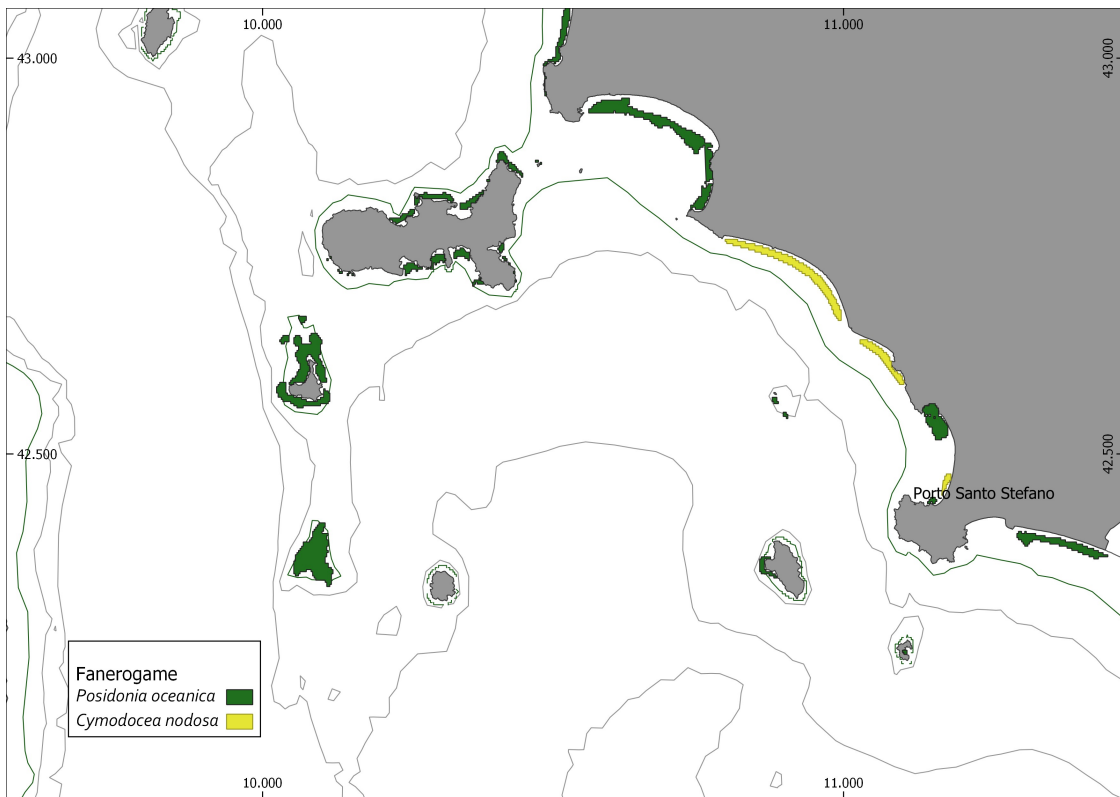 10.000
11.000
43.000
43.000
42.500
42.500
Porto Santo Stefano
Fanerogame
Posidonia oceanica
Cymodocea nodosa
10.000
11.000